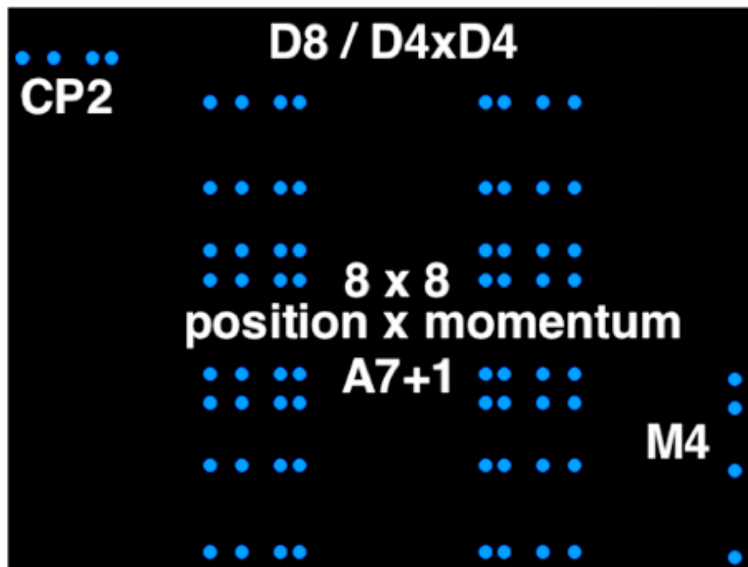 D8 / D4xD4
CP2
8 x 8
position x momentum
A7+1
M4